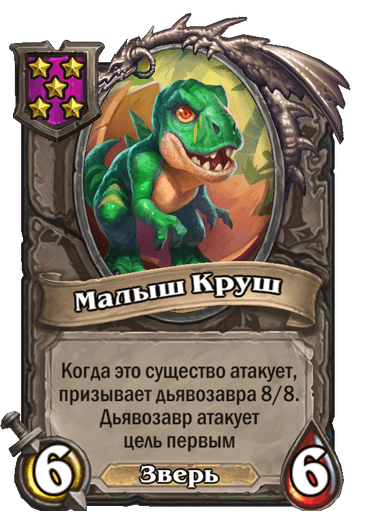 Малыш Круш
Когда это существо атакует,
призывает дьявозавра 8/8.
Дьявозавр атакует
цель первым
6
Зверь
6